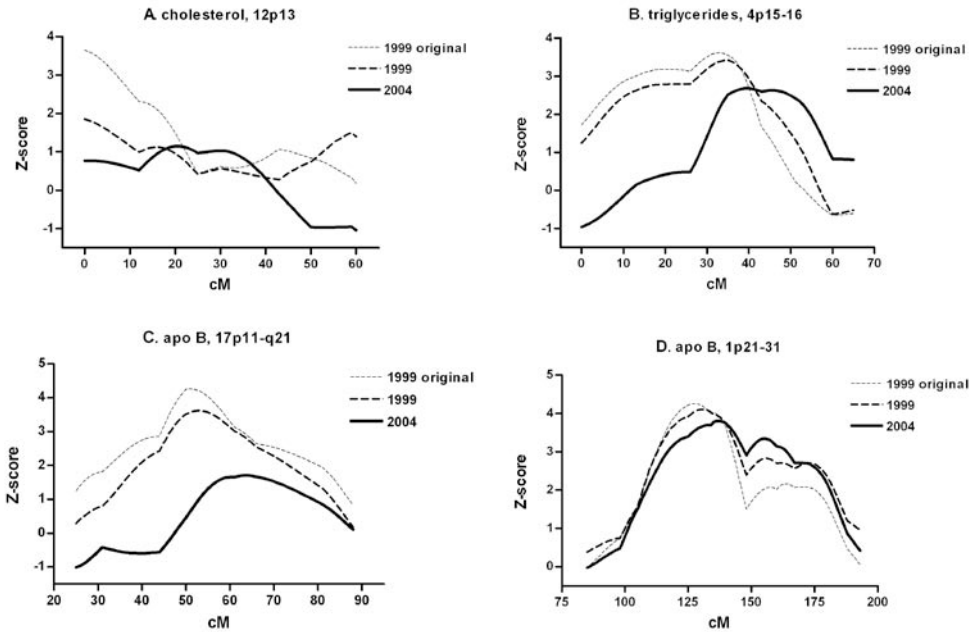 A. cholesterol, 12p13
4
3
2
1
0
-1
Z-score
0 10 20 30 40 50 60
cM
1999 original
1999
2004
B. triglycerides, 4p15-16
4
3
2
1
0
-1
Z-score
0 10 20 30 40 50 60 70
cM
1999 original
1999
2004
C. apo B, 17p11-q21
5
4
3
2
1
0
-1
Z-score
20 30 40 50 60 70 80 90
cM
1999 original
1999
2004
D. apo B, 1p21-31
5
4
3
2
1
0
Z-score
75 100 125 150 175 200
cM
1999 original
1999
2004